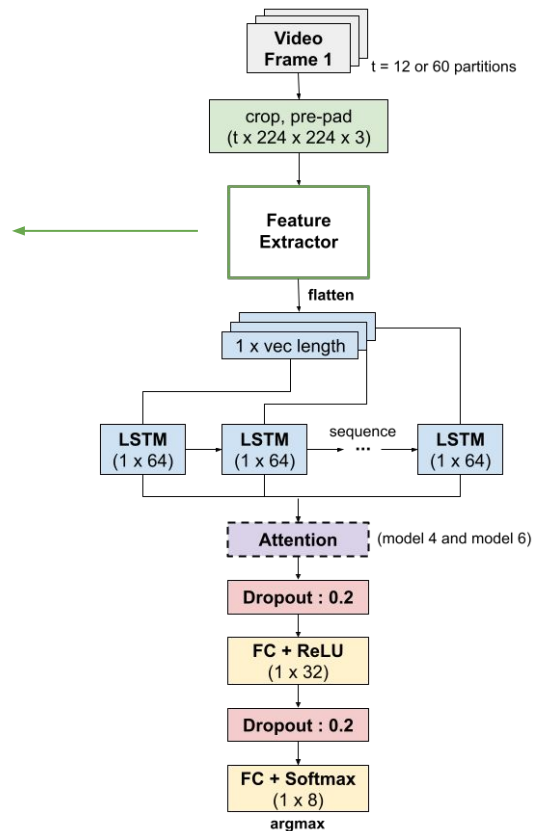 Video
Frame 1
t = 12 or 60 partitions
crop, pre-pad
(t x 224 x 224 x 3)
Feature
Extractor
flatten
1 x vec length
LSTM
(1 x 64)
LSTM
(1 x 64)
sequence
...
LSTM
(1 x 64)
Attention
(model 4 and model 6)
Dropout : 0.2
FC + ReLU
(1 x 32)
Dropout : 0.2
FC + Softmax
(1 x 8)
argmax